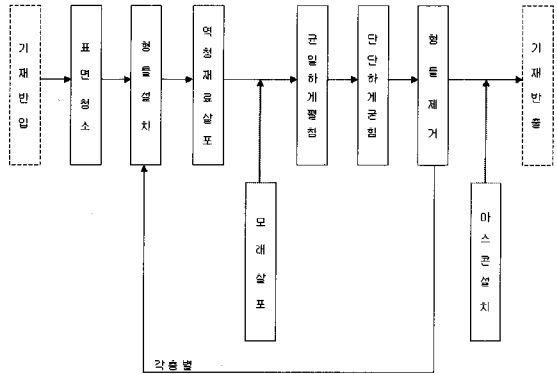 기재반입
표면청소
형틀설치
역청재료살포
균일하게펼침
단단하게굳힘
형틀제거
기재반출
모래살포
아스콘설치
각층별